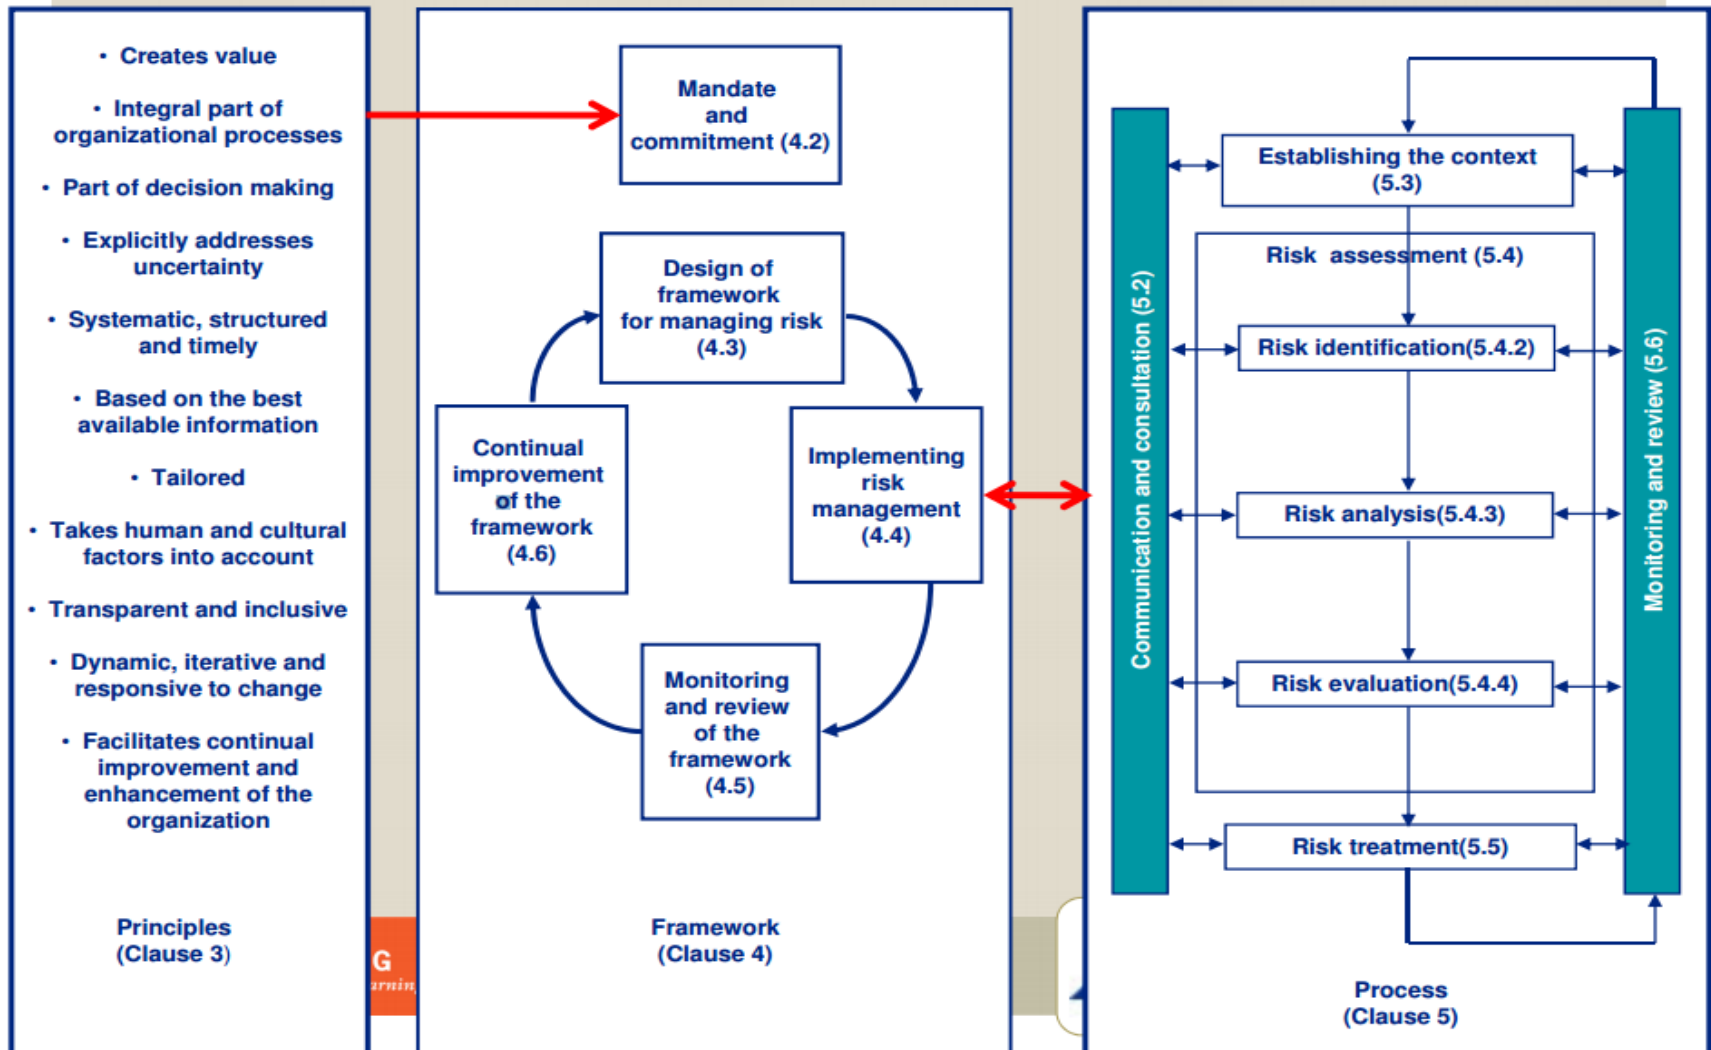 • Creates value
• Integral part of
organizational processes
• Part of decision making
• Explicitly addresses
uncertainty
• Systematic, structured
and timely
• Based on the best
available information
• Tailored
• Takes human and cultural
factors into account
• Transparent and inclusive
• Dynamic, iterative and
responsive to change
• Facilitates continual
improvement and
enhancement of the
organization
Principles
(Clause 3)
G
Mandate
and
commitment (4.2)
Design of
framework
for managing risk
(4.3)
Implementing
risk
management
(4.4)
Monitoring
and review
of the
framework
(4.5)
Continual
improvement
of the
framework
(4.6)
Framework
(Clause 4)
Communication and consultation (5.2)
Establishing the context
(5.3)
Risk assessment (5.4)
Risk identification(5.4.2)
Risk analysis(5.4.3)
Risk evaluation(5.4.4)
Risk treatment(5.5)
Monitoring and review (5.6)
Process
(Clause 5)